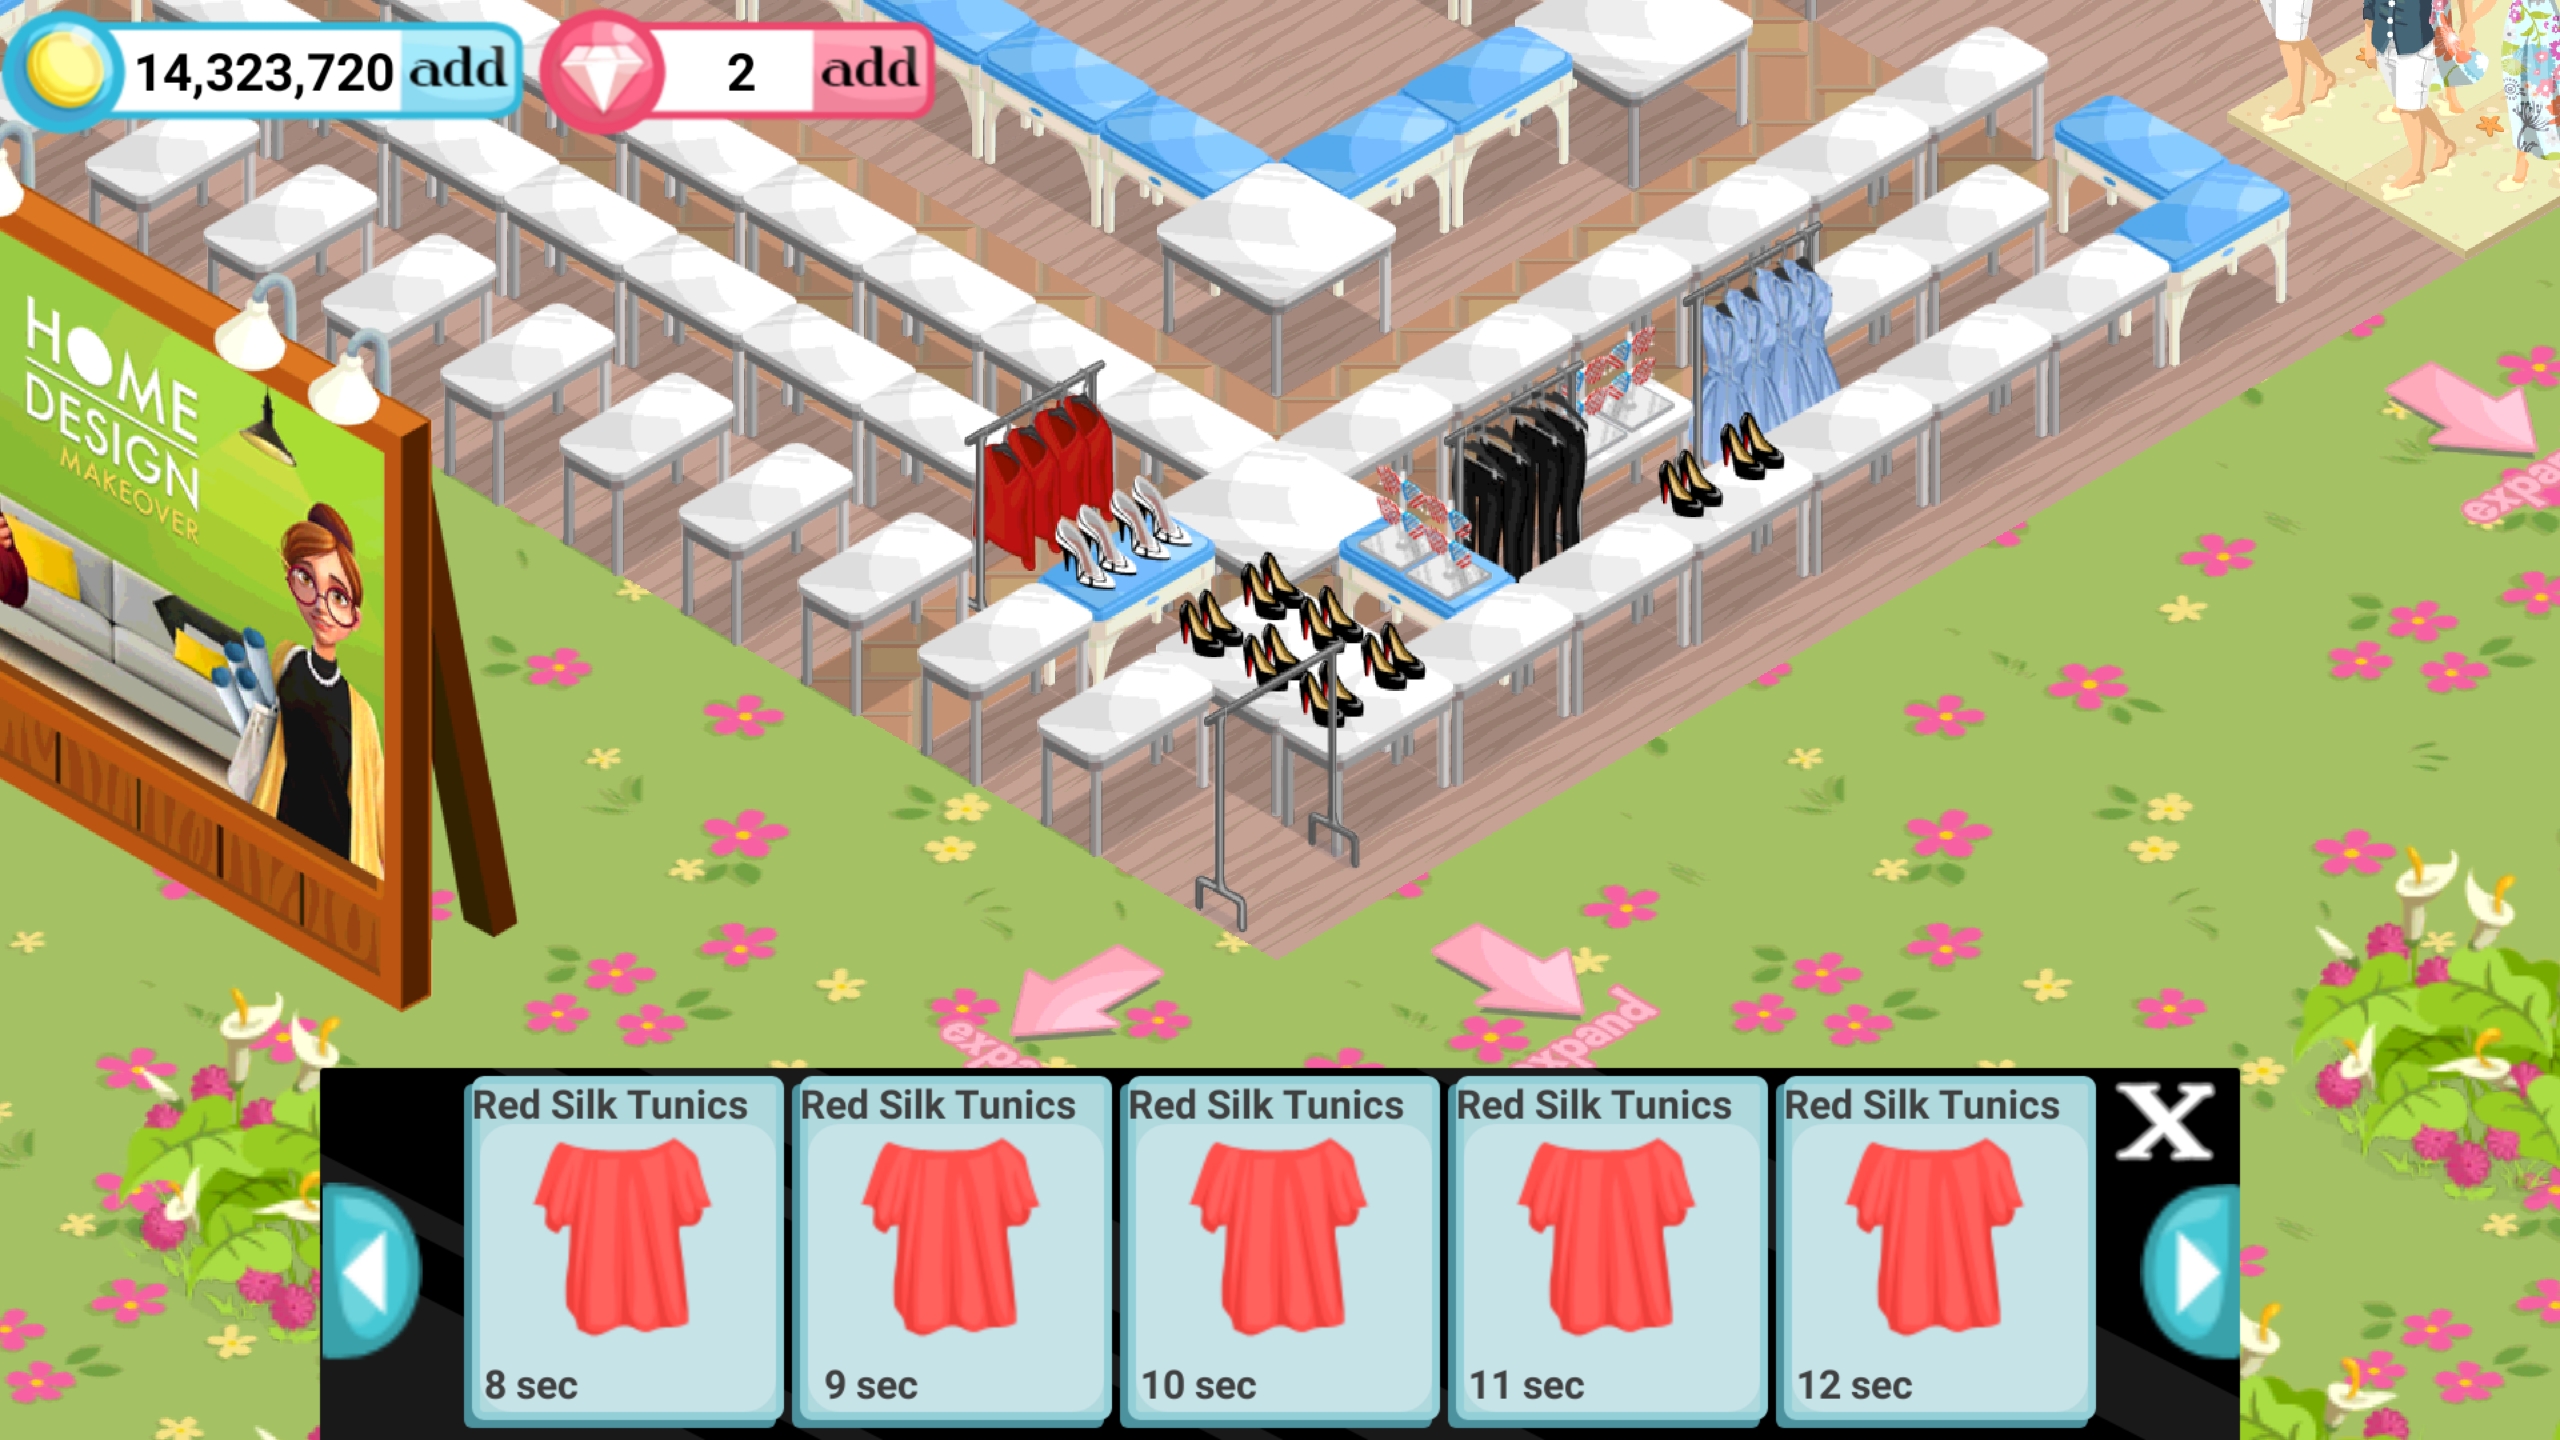 14,323,720 add
2 add
HOME
DESIGN
MAKEOVER
expand
Red Silk Tunics
8 sec
Red Silk Tunics
9 sec
Red Silk Tunics
10 sec
Red Silk Tunics
11 sec
Red Silk Tunics
12 sec
X